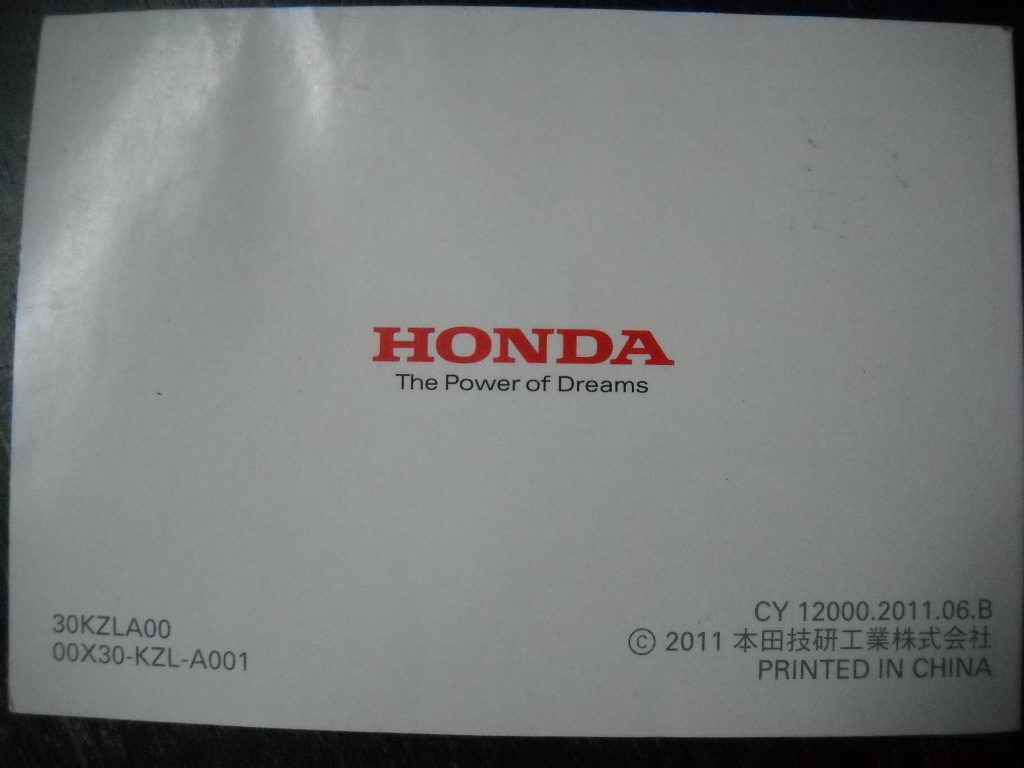 HONDA
The Power of Dreams
30KZLA00
00X30-KZL-A001
CY 12000.2011.06.B
© 2011 本田技研工業株式会社
PRINTED IN CHINA